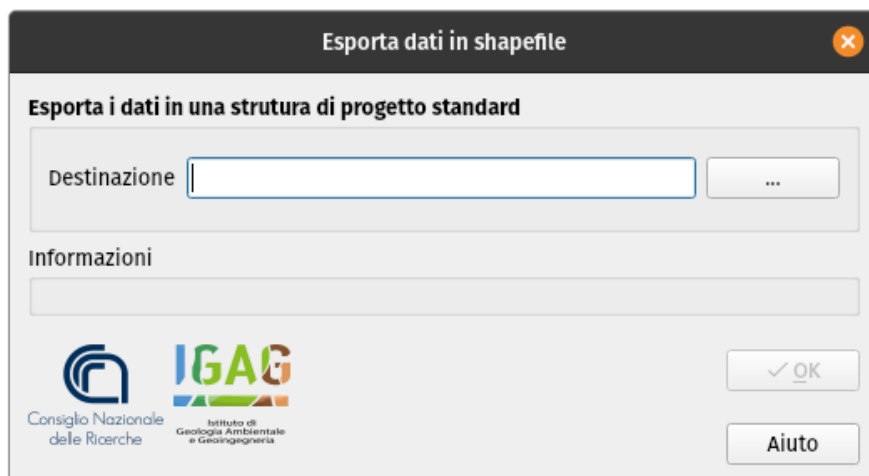 Esporta dati in shapefile
Esporta i dati in una strutura di progetto standard
Destinazione
...
Informazioni
Consiglio Nazionale
delle Ricerche
IGAG
Istituto di
Geologia Ambientale
e Geoingegneria
OK
Aiuto